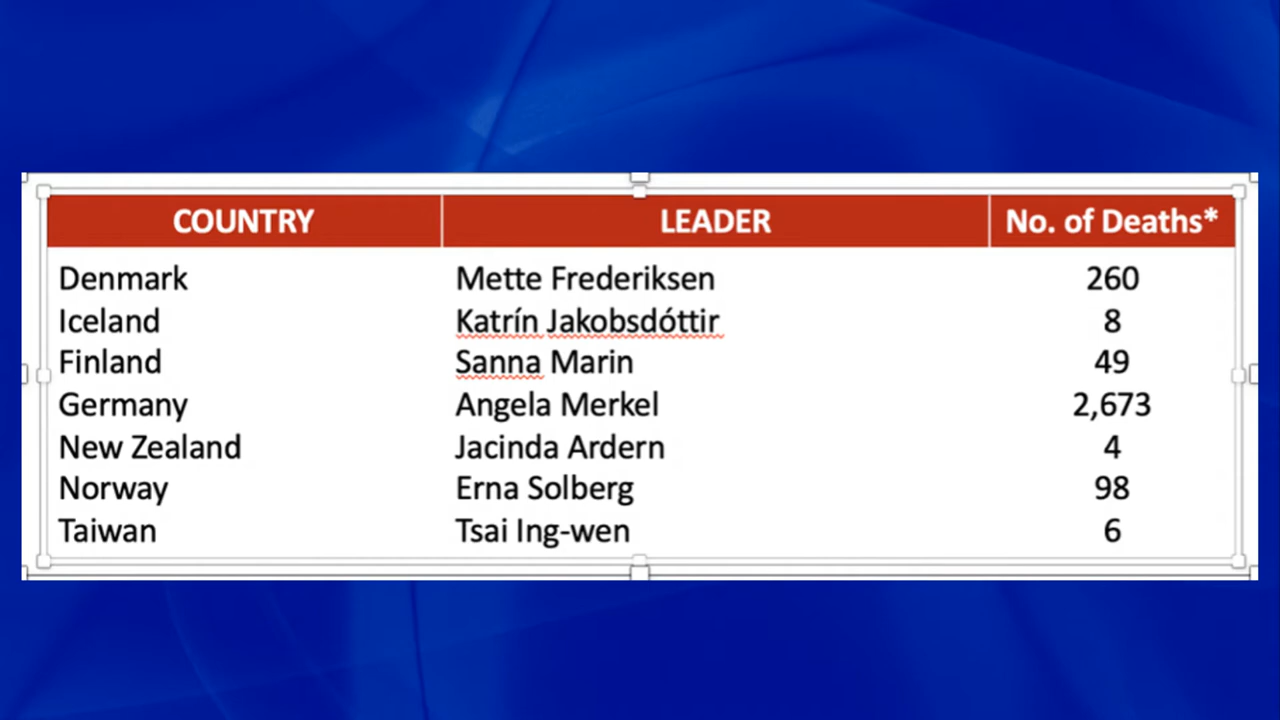 COUNTRY LEADER No. of Deaths*
Denmark Mette Frederiksen 260
Iceland Katrín Jakobsdóttir 8
Finland Sanna Marin 49
Germany Angela Merkel 2,673
New Zealand Jacinda Ardern 4
Norway Erna Solberg 98
Taiwan Tsai Ing-wen 6